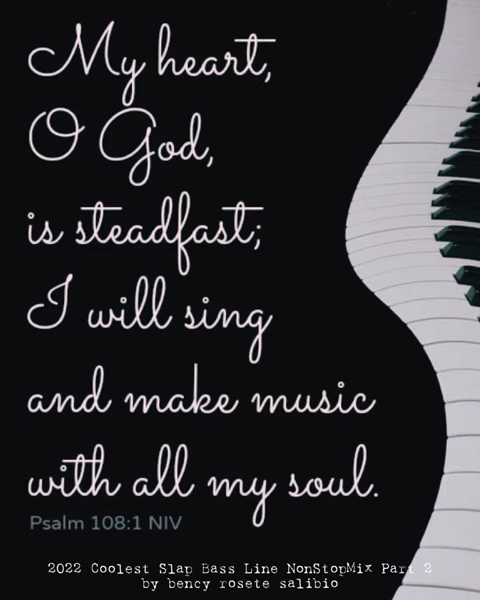 My heart,
O God,
is steadfast;
I will sing
and make music
with all my soul.
Psalm 108:1 NIV
2022 Coolest Slap Bass Line NonStopMix Part 2
by bency rosete salibio